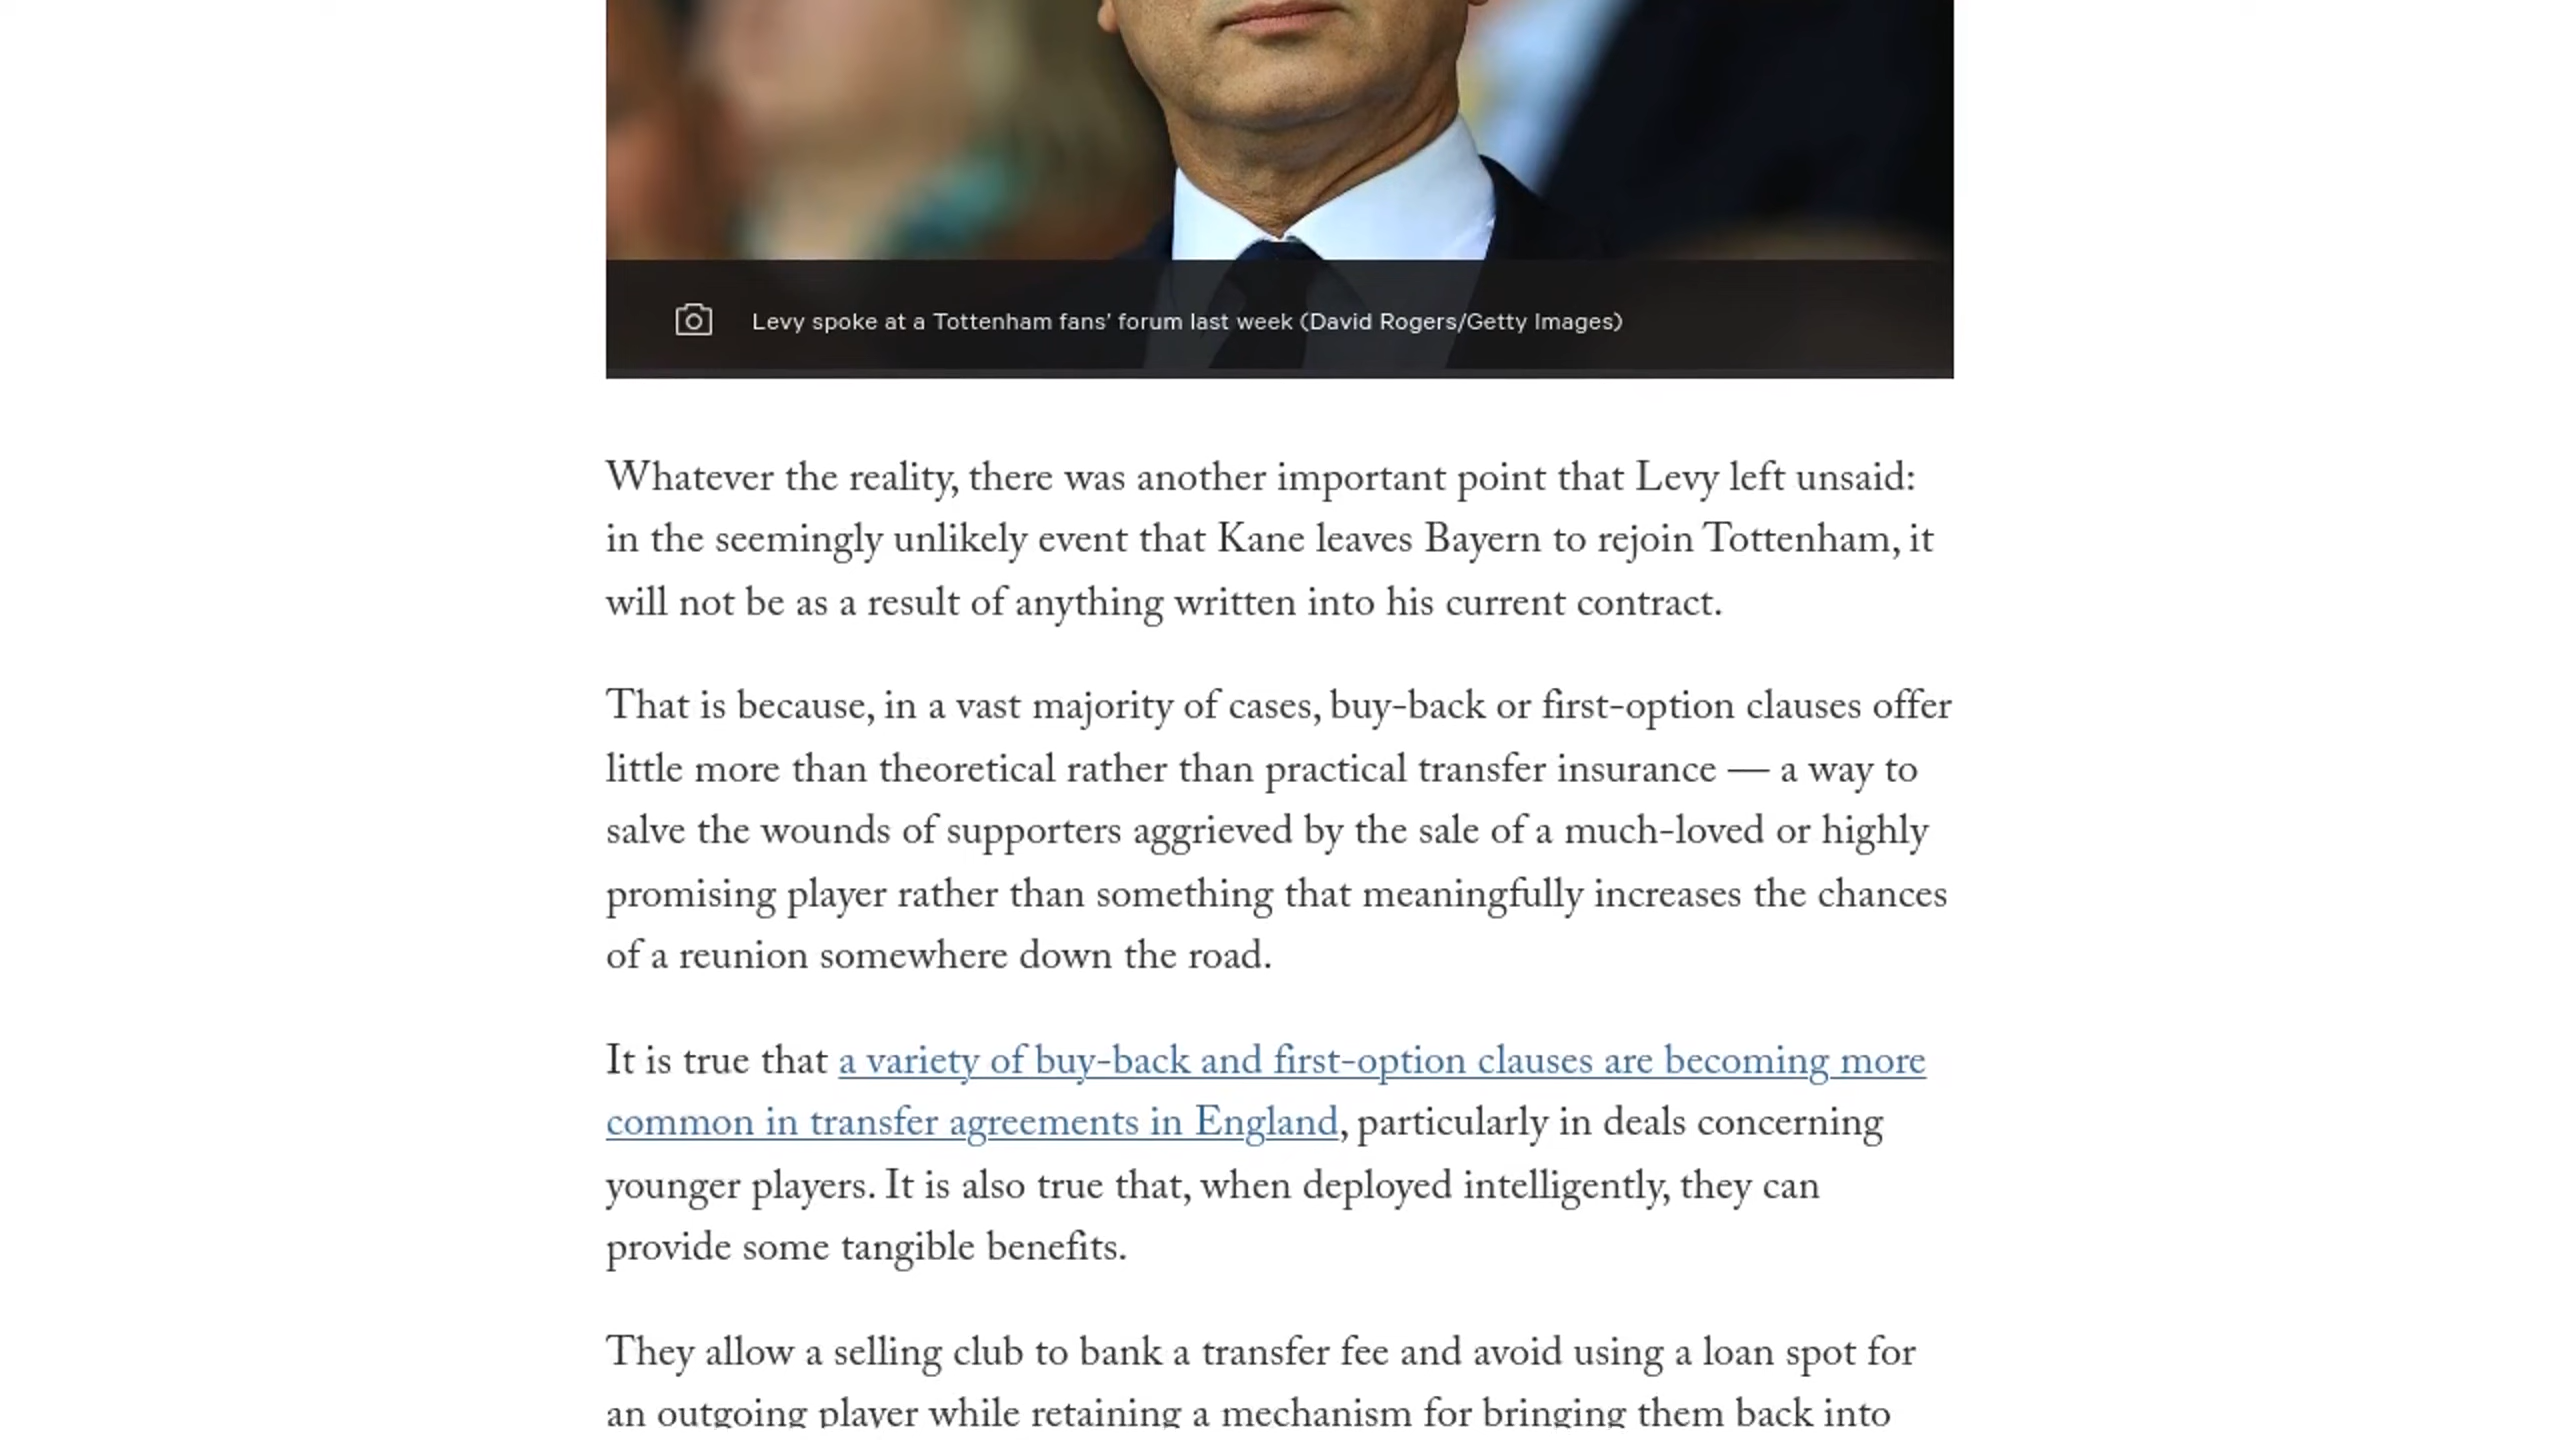 Levy spoke at a Tottenham fans’ forum last week (David Rogers/Getty Images)
Whatever the reality, there was another important point that Levy left unsaid:
in the seemingly unlikely event that Kane leaves Bayern to rejoin Tottenham, it
will not be as a result of anything written into his current contract.
That is because, in a vast majority of cases, buy-back or first-option clauses offer
little more than theoretical rather than practical transfer insurance — a way to
salve the wounds of supporters aggrieved by the sale of a much-loved or highly
promising player rather than something that meaningfully increases the chances
of a reunion somewhere down the road.
It is true that a variety of buy-back and first-option clauses are becoming more
common in transfer agreements in England, particularly in deals concerning
younger players. It is also true that, when deployed intelligently, they can
provide some tangible benefits.
They allow a selling club to bank a transfer fee and avoid using a loan spot for
an outgoing player while retaining a mechanism for bringing them back into